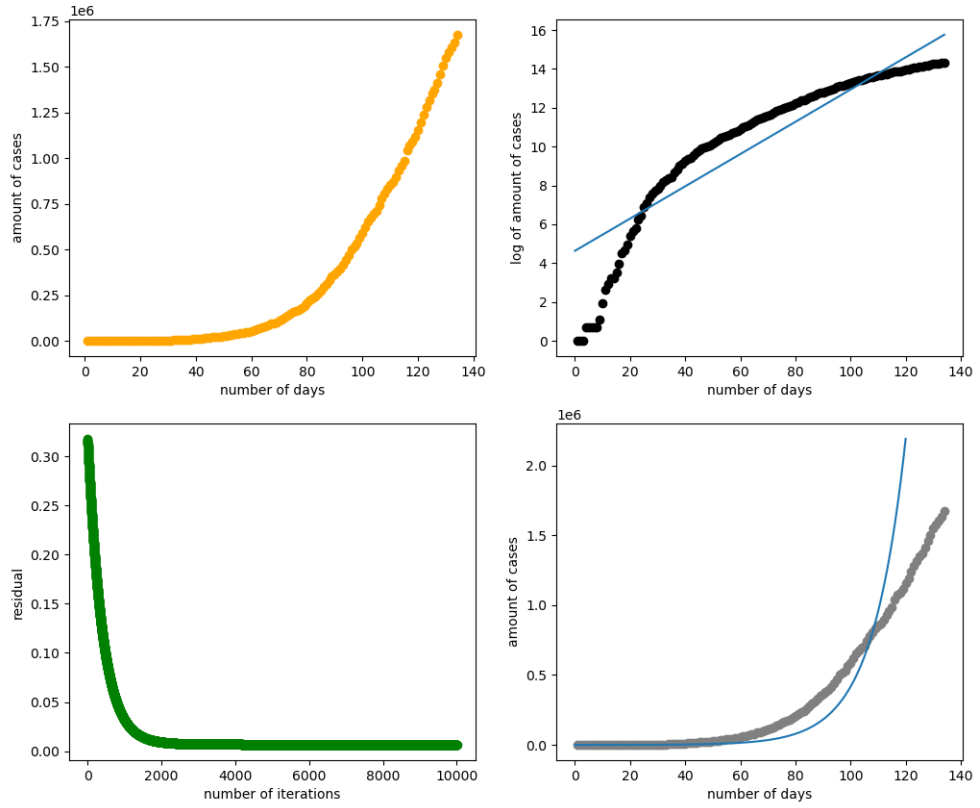 1e6
1.75
1.50
1.25
1.00
0.75
0.50
0.25
0.00
amount of cases
0 20 40 60 80 100 120 140
number of days
16
14
12
10
8
6
4
2
0
log of amount of cases
0 20 40 60 80 100 120 140
number of days
0.30
0.25
0.20
0.15
0.10
0.05
0.00
residual
0 2000 4000 6000 8000 10000
number of iterations
1e6
2.0
1.5
1.0
0.5
0.0
amount of cases
0 20 40 60 80 100 120 140
number of days